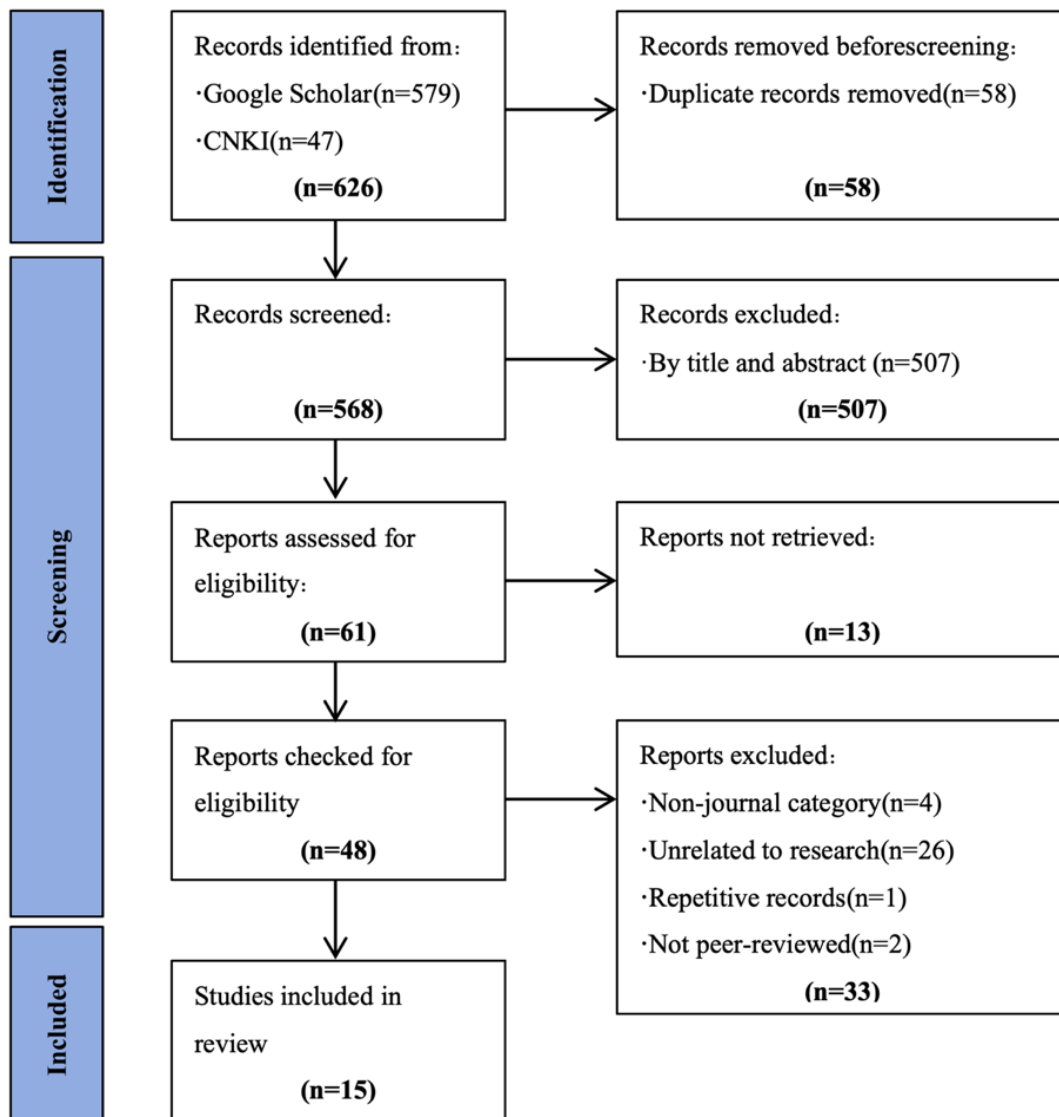 Identification
Records identified from：
·Google Scholar(n=579)
·CNKI(n=47)
(n=626)
Records removed beforescreening：
·Duplicate records removed(n=58)
(n=58)
Screening
Records screened：
(n=568)
Records excluded：
·By title and abstract (n=507)
(n=507)
Reports assessed for
eligibility：
(n=61)
Reports not retrieved：
(n=13)
Reports checked for
eligibility
(n=48)
Reports excluded：
·Non-journal category(n=4)
·Unrelated to research(n=26)
·Repetitive records(n=1)
·Not peer-reviewed(n=2)
(n=33)
Included
Studies included in
review
(n=15)